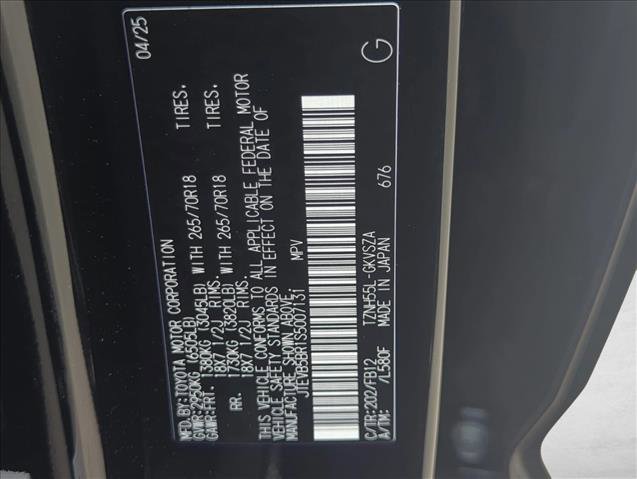 MFD.BY:TOYOTA MOTOR CORPORATION 04/25
GVWR:2950KG (6505LB)
GAWR:FRT. 1380KG (3045LB) WITH 265/70R18 TIRES.
18X7 1/2J RIMS.
RR. 1730KG (3820LB) WITH 265/70R18 TIRES.
18X7 1/2J RIMS.
THIS VEHICLE CONFORMS TO ALL APPLICABLE FEDERAL MOTOR
VEHICLE SAFETY STANDARDS IN EFFECT ON THE DATE OF
MANUFACTURE SHOWN ABOVE.
JTEVB5BR1S5007131 MPV
C/TR:202/FB12 TZNH55L-GKVSZA
A/TM: /L580F MADE IN JAPAN 676
G